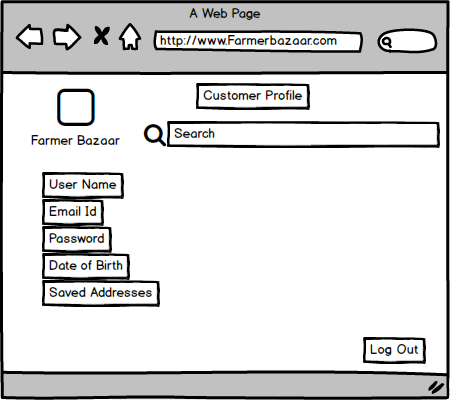 A Web Page
http://www.Farmerbazaar.com
Customer Profile
Farmer Bazaar
Search
User Name
Email Id
Password
Date of Birth
Saved Addresses
Log Out